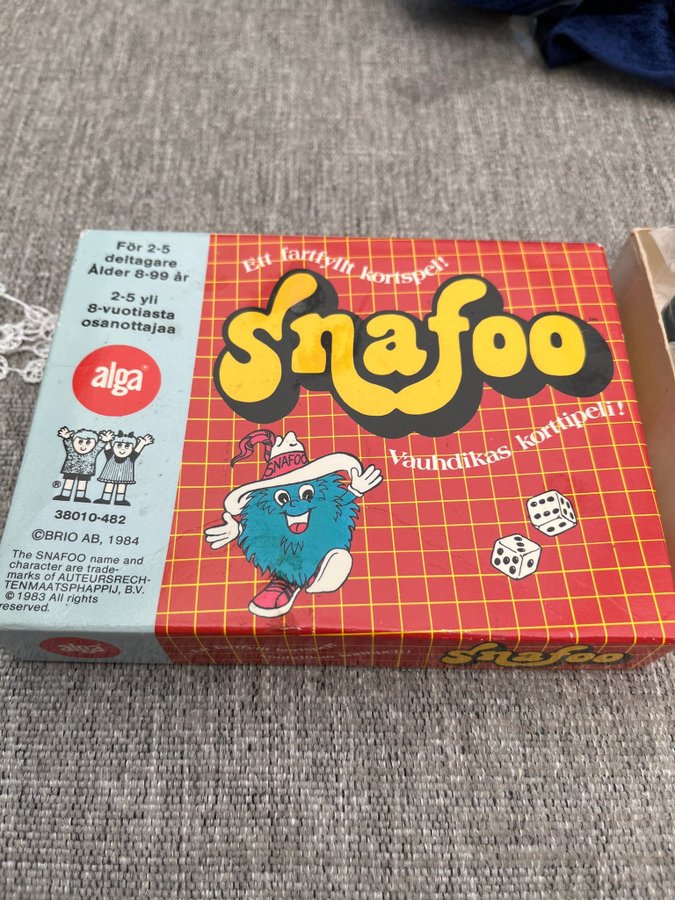 För 2-5
deltagare
Ålder 8-99 år
2-5 yli
8-vuotiasta
osanottajaa
alga®
®
38010-482
©BRIO AB, 1984
The SNAFOO name and
character are trade-
marks of AUTEURSRECH-
TENMAATSPHAPPIJ, B.V.
© 1983 All rights
reserved.
Ett fartfyllt kortspel!
Snafoo™
Vauhdikas korttipeli!
SNAFOO
alga
Snafoo